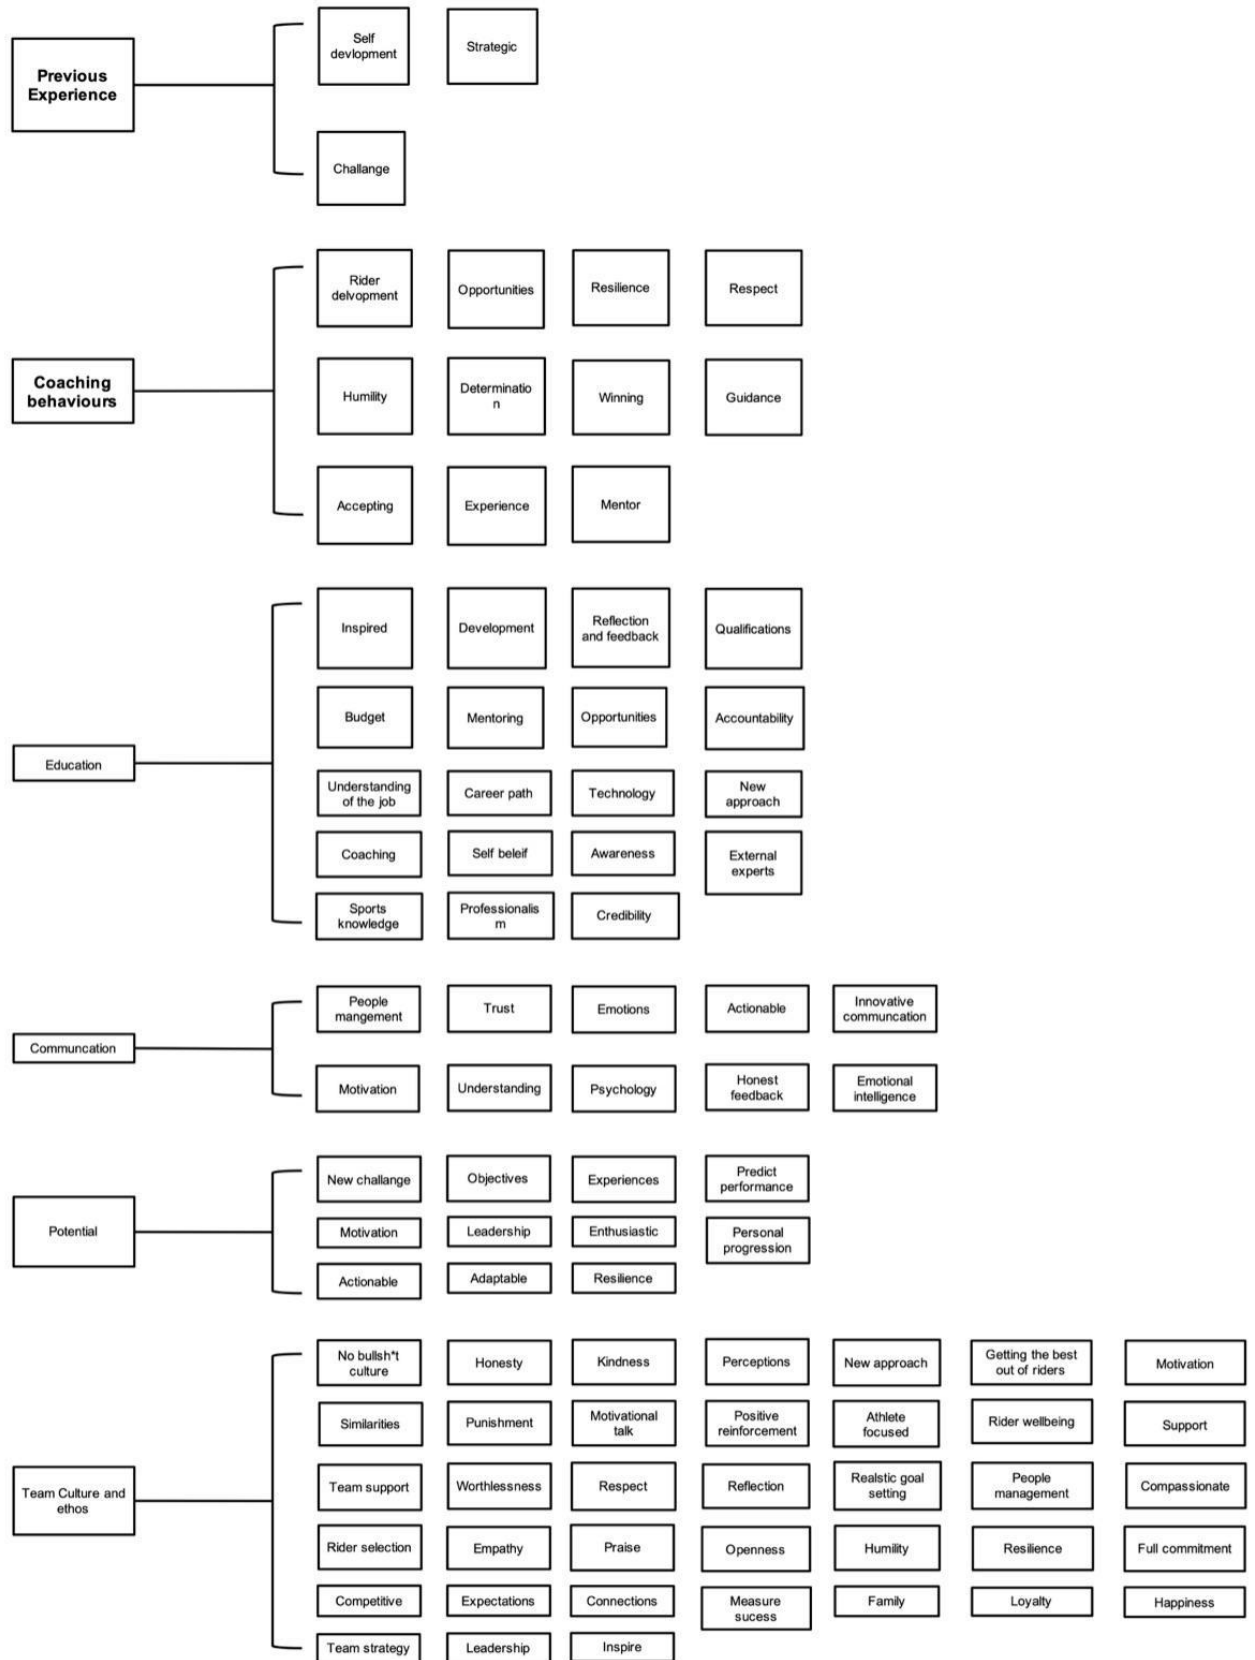 Previous
Experience
Self
devlopment
Strategic
Challange
Coaching
behaviours
Rider
delvopment
Opportunities
Resilience
Respect
Humility
Determinatio
n
Winning
Guidance
Accepting
Experience
Mentor
Education
Inspired
Development
Reflection
and feedback
Qualifications
Budget
Mentoring
Opportunities
Accountability
Understanding
of the job
Career path
Technology
New
approach
Coaching
Self beleif
Awareness
External
experts
Sports
knowledge
Professionalis
m
Credibility
Communcation
People
mangement
Trust
Emotions
Actionable
Innovative
communcation
Motivation
Understanding
Psychology
Honest
feedback
Emotional
intelligence
Potential
New challange
Objectives
Experiences
Predict
performance
Motivation
Leadership
Enthusiastic
Personal
progression
Actionable
Adaptable
Resilience
Team Culture and
ethos
No bullsh*t
culture
Honesty
Kindness
Perceptions
New approach
Getting the best
out of riders
Motivation
Similarities
Punishment
Motivational
talk
Positive
reinforcement
Athlete
focused
Rider wellbeing
Support
Team support
Worthlessness
Respect
Reflection
Realstic goal
setting
People
management
Compassionate
Rider selection
Empathy
Praise
Openness
Humility
Resilience
Full commitment
Competitive
Expectations
Connections
Measure
sucess
Family
Loyalty
Happiness
Team strategy
Leadership
Inspire